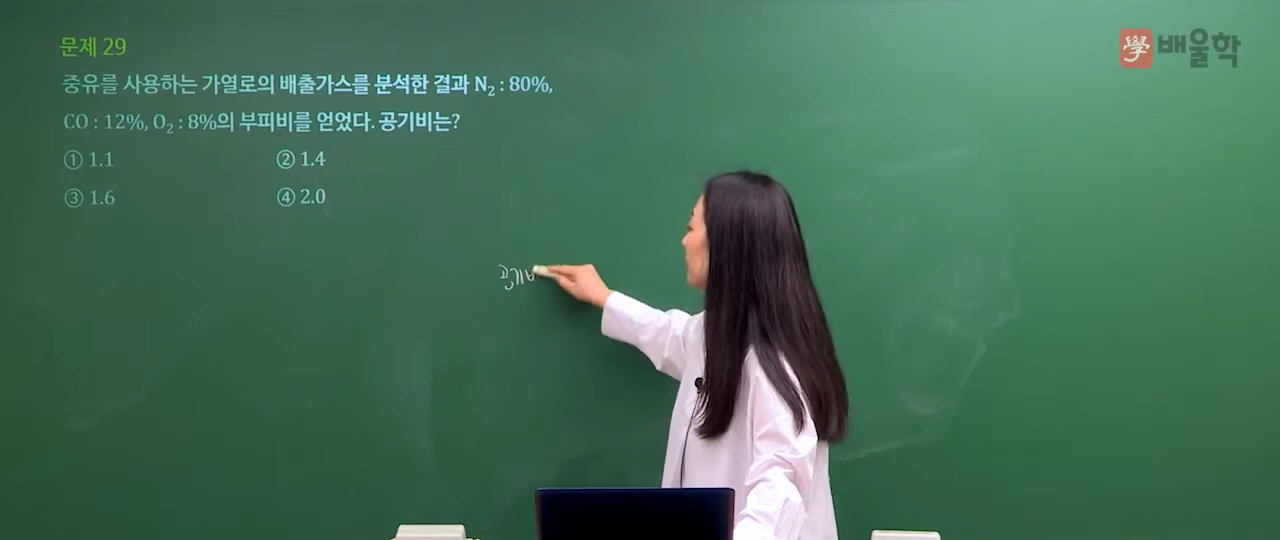 문제 29
學 배울학
중유를 사용하는 가열로의 배출가스를 분석한 결과 N₂ : 80%,
CO : 12%, O₂ : 8%의 부피비를 얻었다. 공기비는?
① 1.1 ② 1.4
③ 1.6 ④ 2.0
공기비